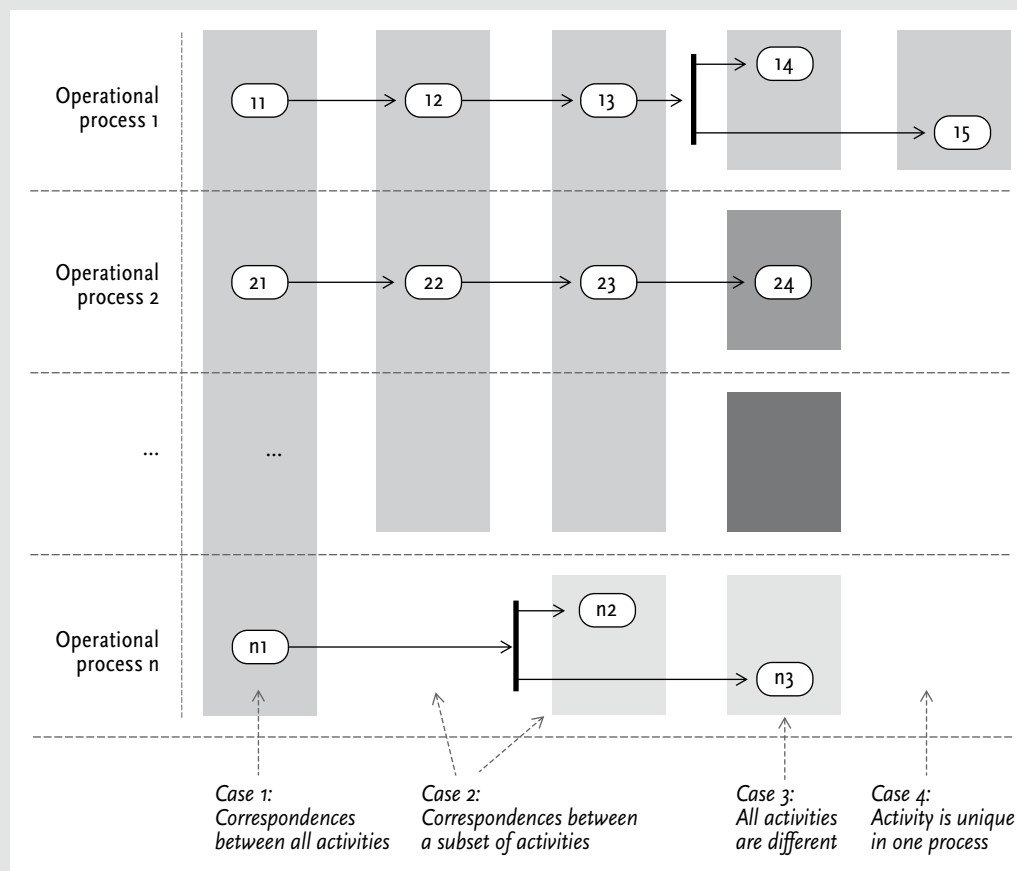 Operational
process 1
11
12
13
14
15
Operational
process 2
21
22
23
24
...
...
Operational
process n
n1
n2
n3
Case 1:
Correspondences
between all activities
Case 2:
Correspondences between
a subset of activities
Case 3:
All activities
are different
Case 4:
Activity is unique
in one process